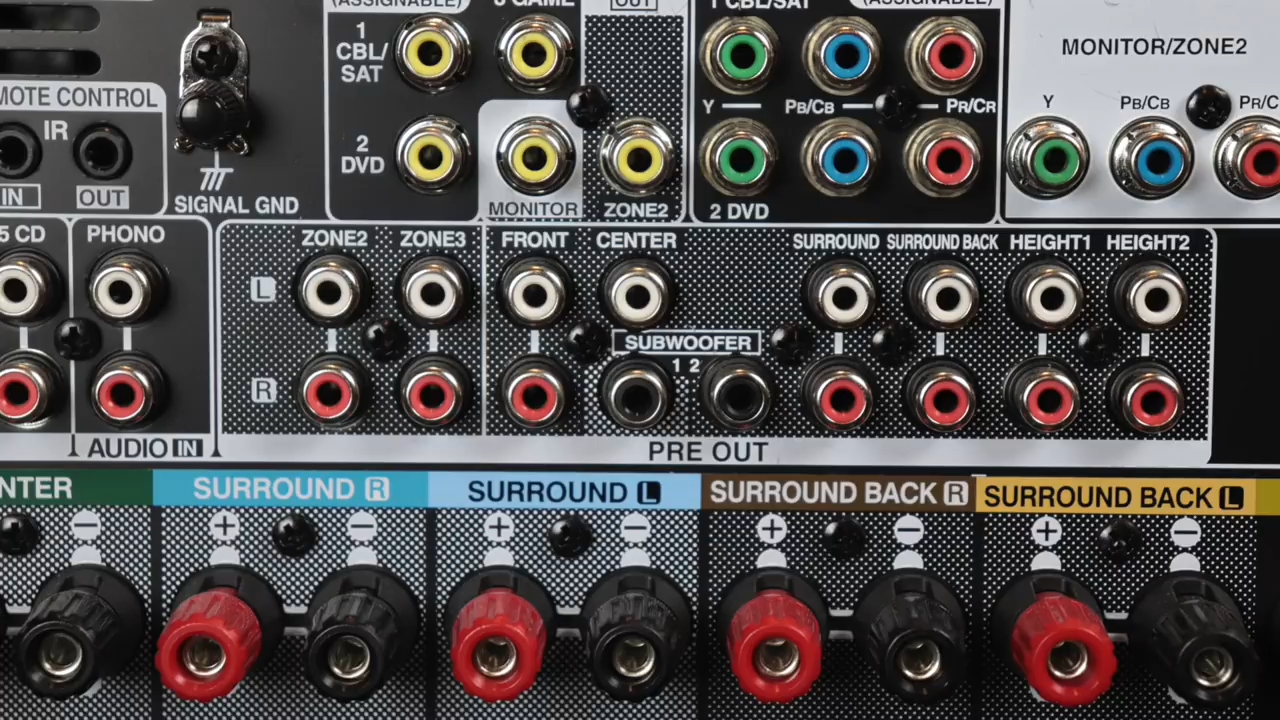 (ASSIGNABLE)
GAME
OUT
1 CBL/SAT
(ASSIGNABLE)
1
CBL/
SAT
MONITOR/ZONE2
MOTE CONTROL
IR
IN
OUT
SIGNAL GND
2
DVD
MONITOR
ZONE2
Y
PB/CB
PR/CR
2 DVD
Y
PB/CB
PR/C
5 CD
PHONO
ZONE2
ZONE3
FRONT
CENTER
SURROUND
SURROUND BACK
HEIGHT1
HEIGHT2
L
SUBWOOFER
1 2
R
AUDIO IN
PRE OUT
NTER
SURROUND R
SURROUND L
SURROUND BACK R
SURROUND BACK L
− + − + − + − + −